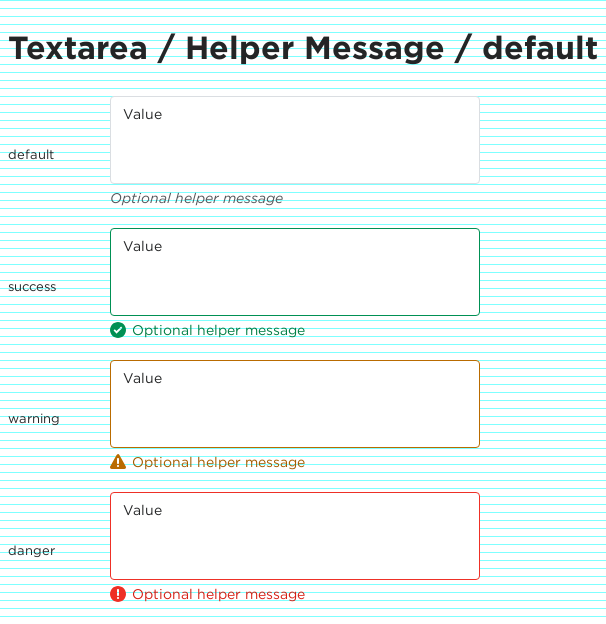 Textarea / Helper Message / default
Value
default
Optional helper message
Value
success
Optional helper message
Value
warning
Optional helper message
Value
danger
Optional helper message